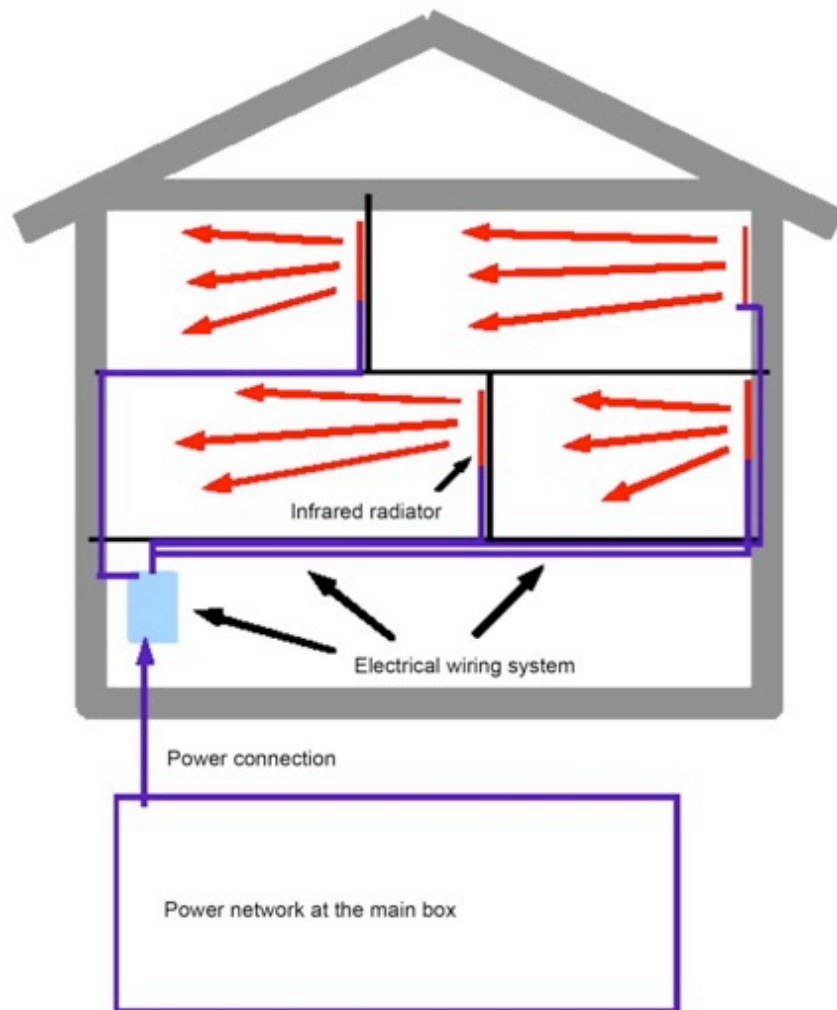 Infrared radiator
Electrical wiring system
Power connection
Power network at the main box